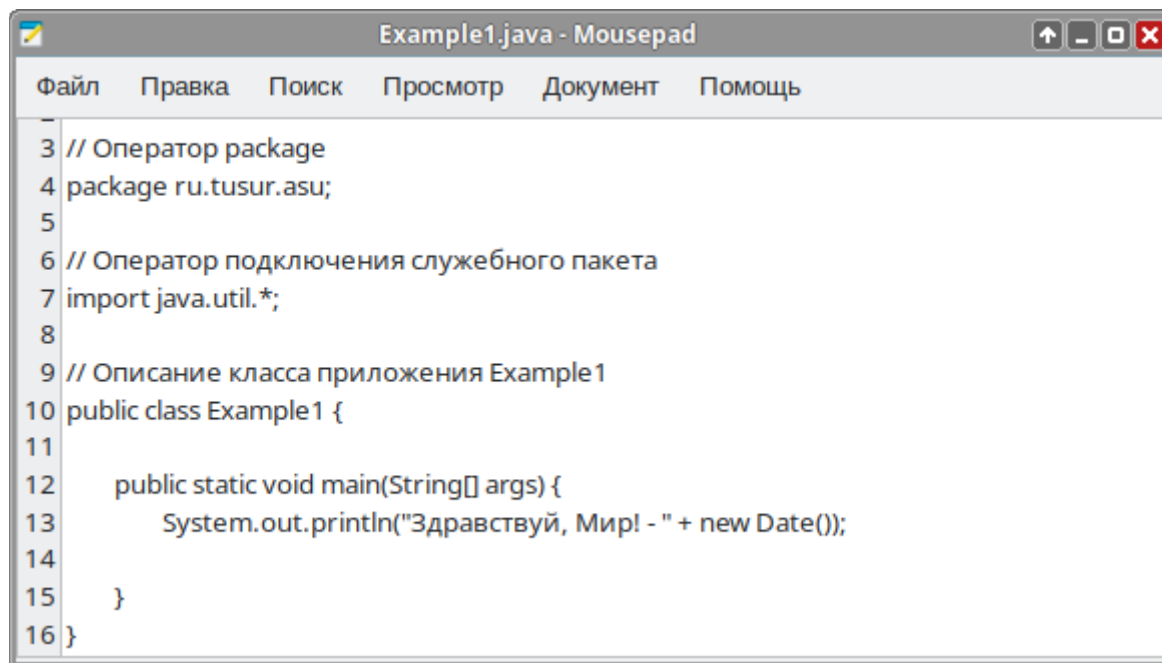 Example1.java - Mousepad
Файл Правка Поиск Просмотр Документ Помощь
3 // Оператор package
4 package ru.tusur.asu;
5
6 // Оператор подключения служебного пакета
7 import java.util.*;
8
9 // Описание класса приложения Example1
10 public class Example1 {
11
12 public static void main(String[] args) {
13 System.out.println("Здравствуй, Мир! - " + new Date());
14
15 }
16 }